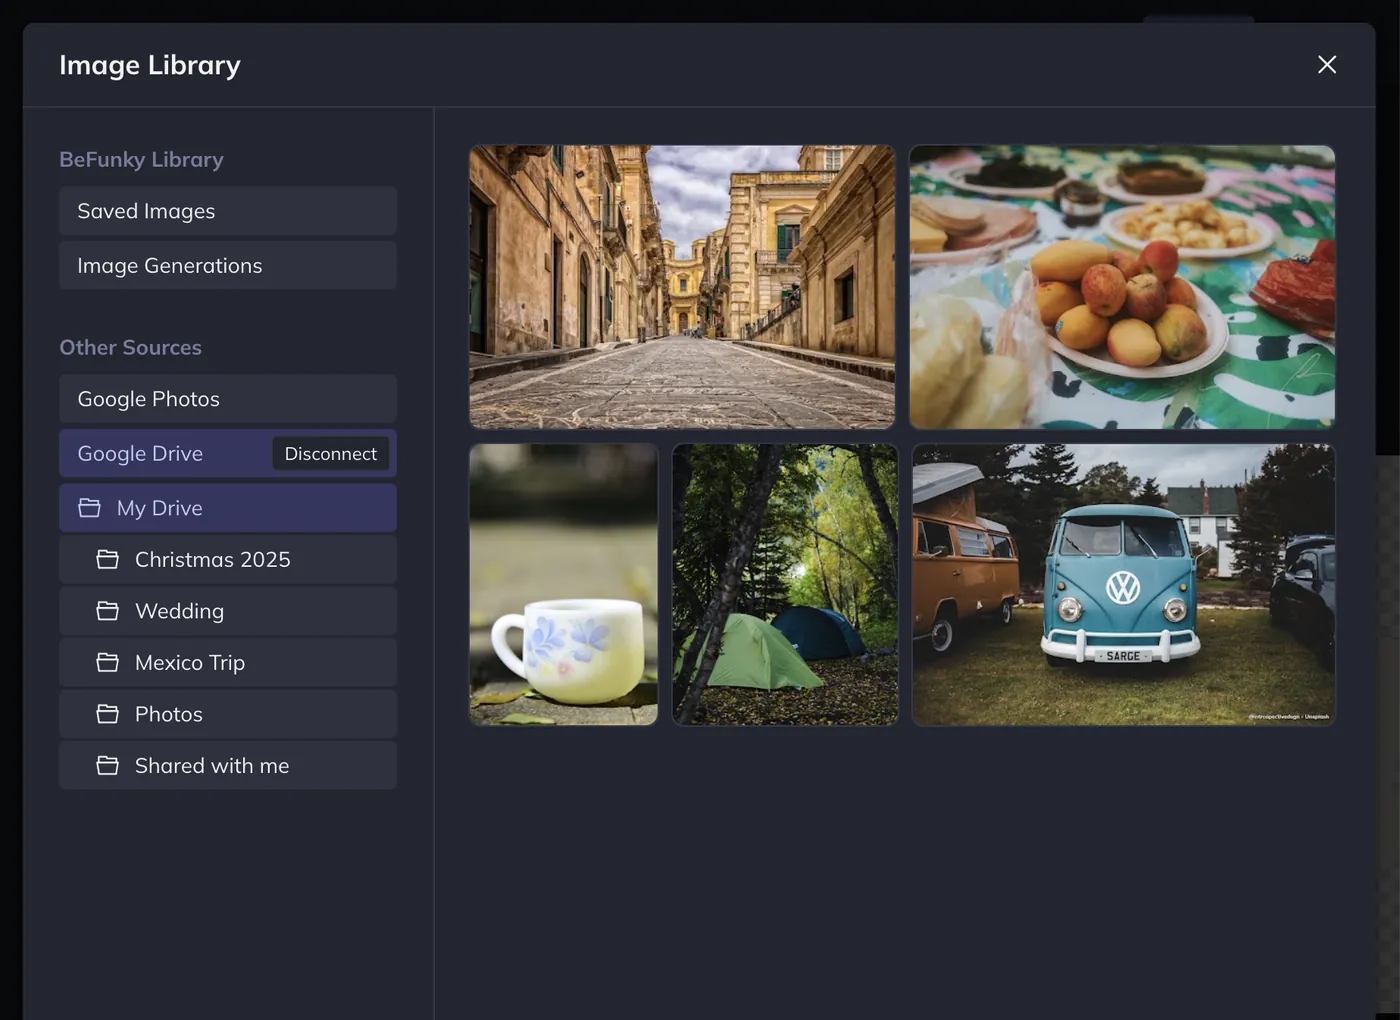 Image Library
BeFunky Library
Saved Images
Image Generations
Other Sources
Google Photos
Google Drive
Disconnect
My Drive
Christmas 2025
Wedding
Mexico Trip
Photos
Shared with me
SARGE